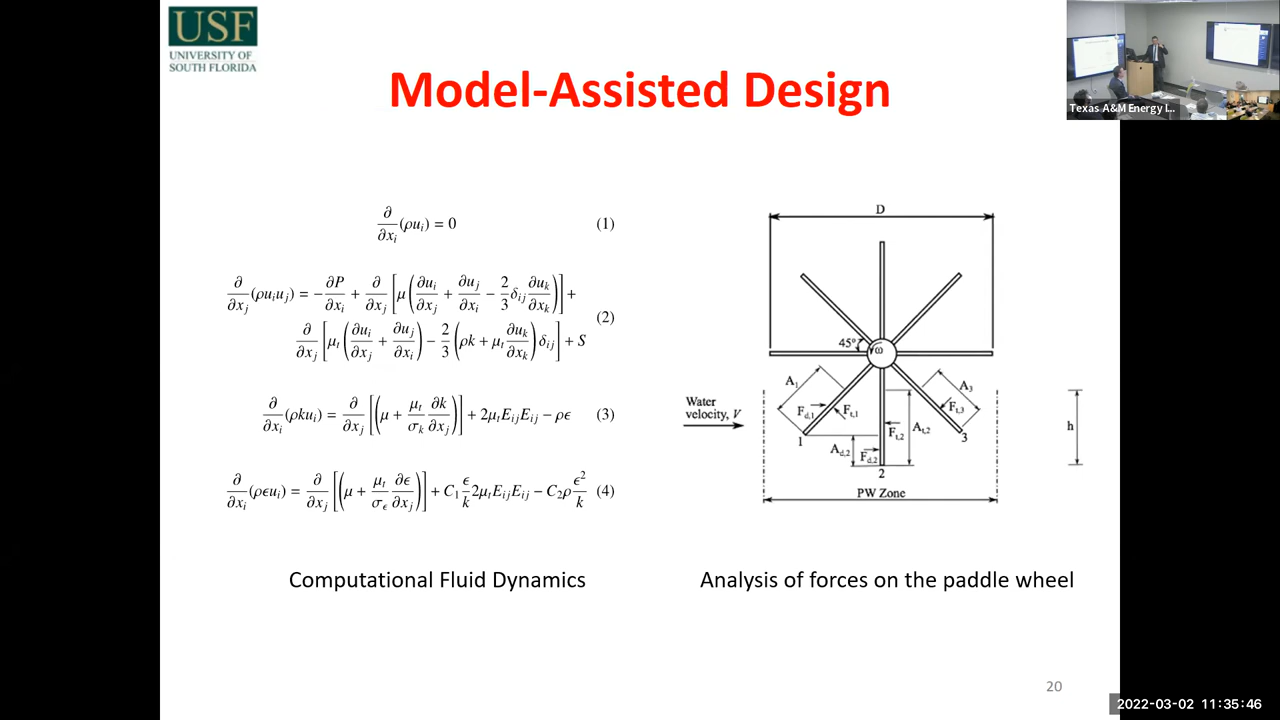 USF
UNIVERSITY OF
SOUTH FLORIDA
Model-Assisted Design
Texas A&M Energy I...
∂/∂xᵢ(ρuᵢ) = 0 (1)
∂/∂xⱼ(ρuᵢuⱼ) = −∂P/∂xᵢ + ∂/∂xⱼ[μ(∂uᵢ/∂xⱼ + ∂uⱼ/∂xᵢ − 2/3 δᵢⱼ ∂uₖ/∂xₖ)] +
∂/∂xⱼ[μₜ(∂uᵢ/∂xⱼ + ∂uⱼ/∂xᵢ) − 2/3(ρk + μₜ ∂uₖ/∂xₖ)δᵢⱼ] + S (2)
∂/∂xᵢ(ρkuᵢ) = ∂/∂xⱼ[(μ + μₜ/σₖ ∂k/∂xⱼ)] + 2μₜEᵢⱼEᵢⱼ − ρϵ (3)
∂/∂xᵢ(ρϵuᵢ) = ∂/∂xⱼ[(μ + μₜ/σ_ϵ ∂ϵ/∂xⱼ)] + C₁ ϵ/k 2μₜEᵢⱼEᵢⱼ − C₂ρ ϵ²/k (4)
Computational Fluid Dynamics
D
45°
ω
A₁
A₃
Water
velocity, V
F_d,1
F_t,1
F_t,3
A_t,2
F_t,2
h
1
3
A_d,2
F_d,2
2
PW Zone
Analysis of forces on the paddle wheel
20
2022-03-02 11:35:46